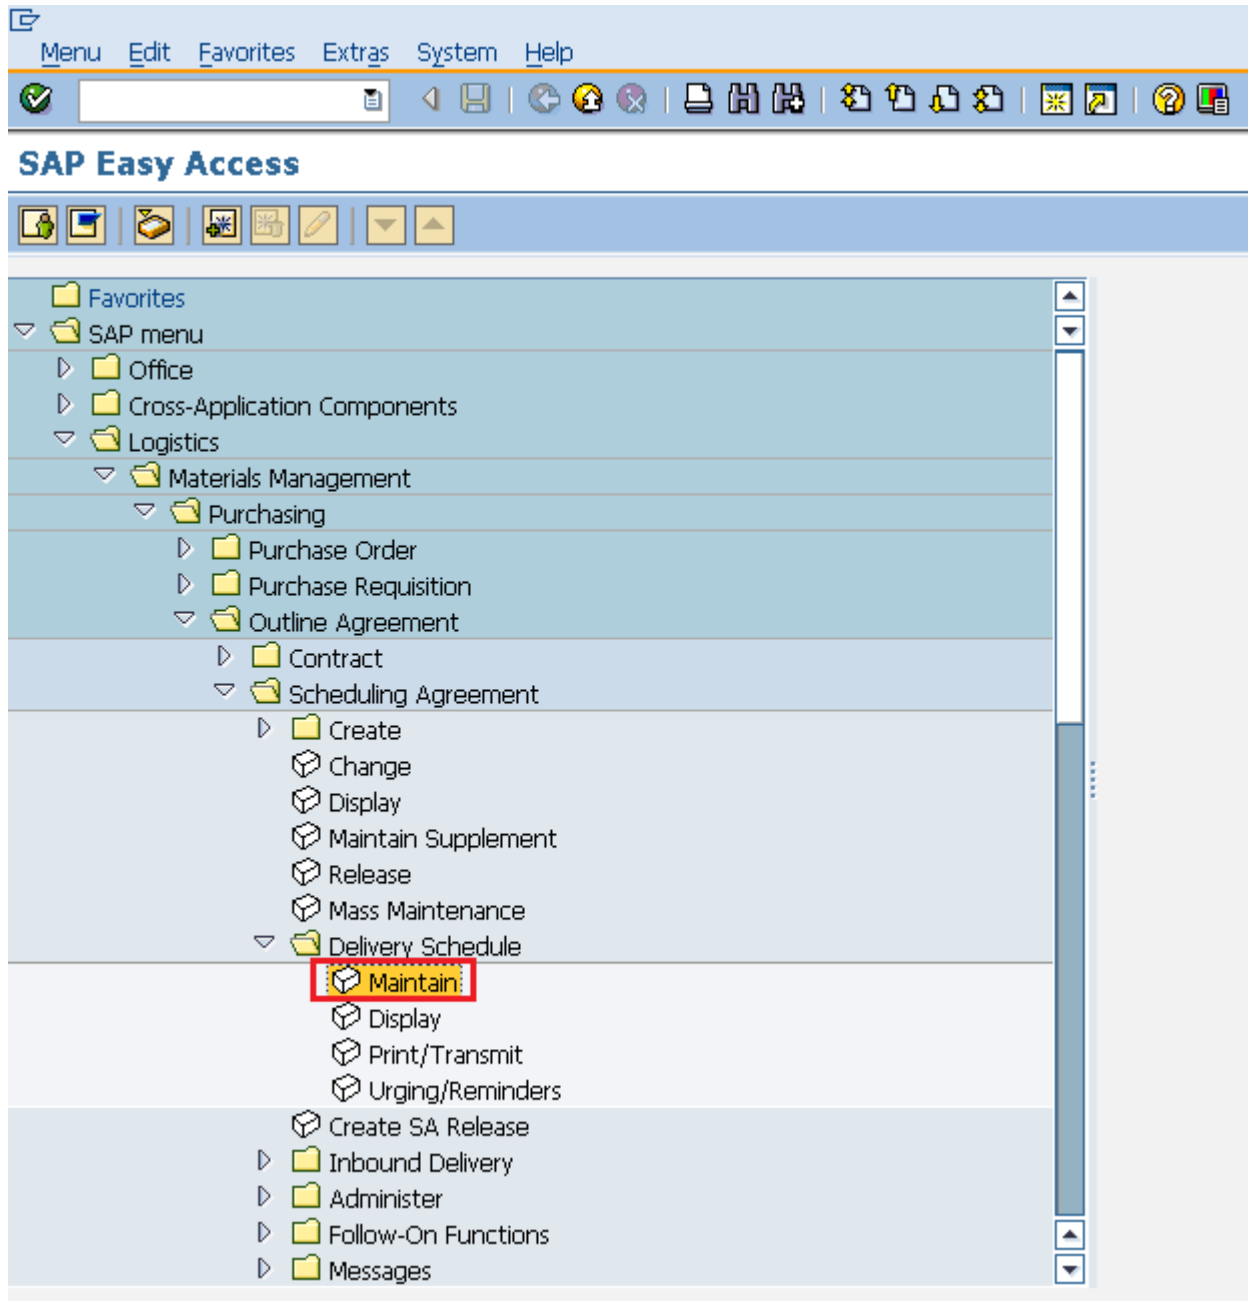 Menu Edit Favorites Extras System Help
SAP Easy Access
Favorites
SAP menu
Office
Cross-Application Components
Logistics
Materials Management
Purchasing
Purchase Order
Purchase Requisition
Outline Agreement
Contract
Scheduling Agreement
Create
Change
Display
Maintain Supplement
Release
Mass Maintenance
Delivery Schedule
Maintain
Display
Print/Transmit
Urging/Reminders
Create SA Release
Inbound Delivery
Administer
Follow-On Functions
Messages